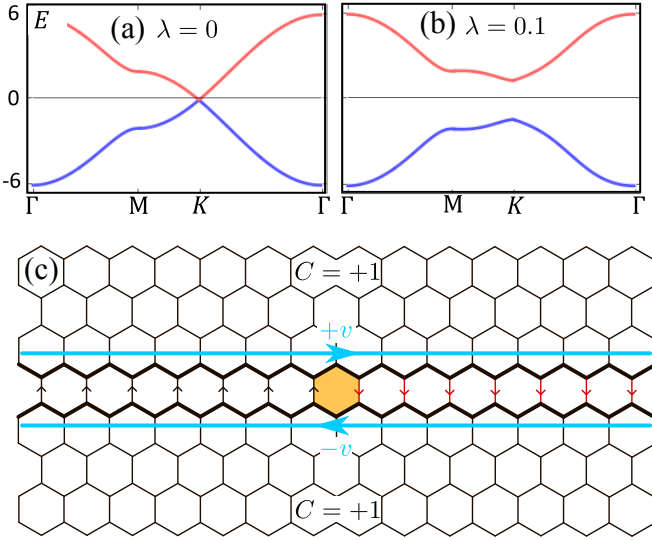 6
E
(a) λ = 0
0
-6
Γ M K Γ
(b) λ = 0.1
Γ M K Γ
(c)
C = +1
+v
−v
C = +1